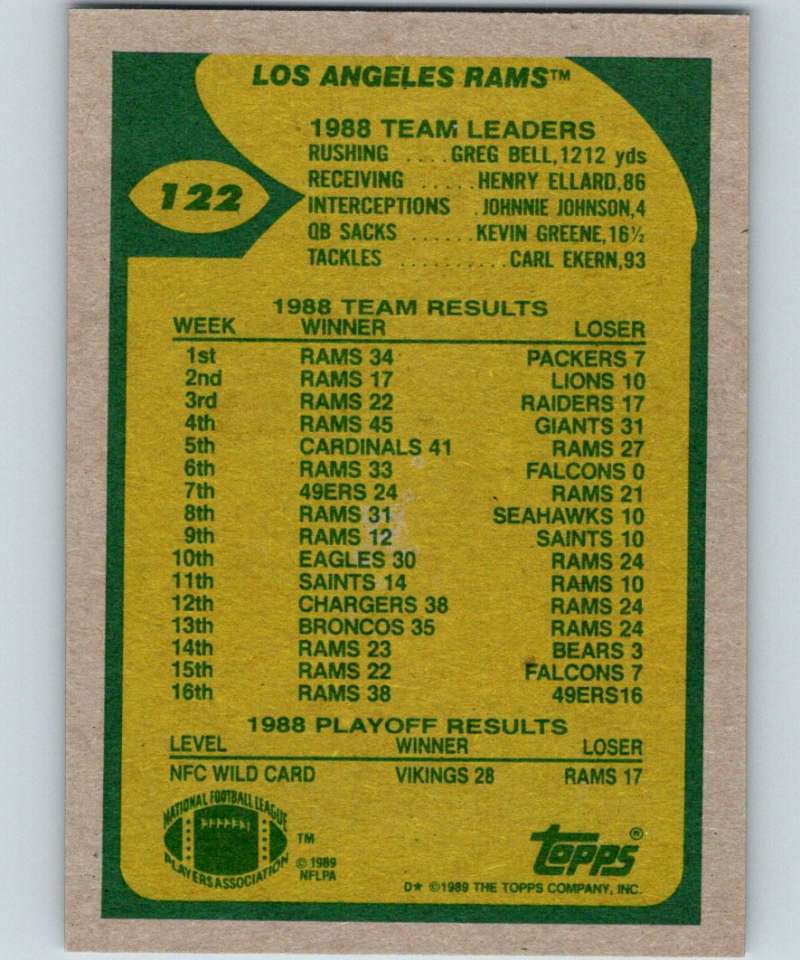 LOS ANGELES RAMS™
1988 TEAM LEADERS
RUSHING ....GREG BELL,1212 yds
122
RECEIVING .....HENRY ELLARD,86
INTERCEPTIONS .JOHNNIE JOHNSON,4
QB SACKS ......KEVIN GREENE,16½
TACKLES ..........CARL EKERN,93
1988 TEAM RESULTS
WEEK WINNER LOSER
1st RAMS 34 PACKERS 7
2nd RAMS 17 LIONS 10
3rd RAMS 22 RAIDERS 17
4th RAMS 45 GIANTS 31
5th CARDINALS 41 RAMS 27
6th RAMS 33 FALCONS 0
7th 49ERS 24 RAMS 21
8th RAMS 31 SEAHAWKS 10
9th RAMS 12 SAINTS 10
10th EAGLES 30 RAMS 24
11th SAINTS 14 RAMS 10
12th CHARGERS 38 RAMS 24
13th BRONCOS 35 RAMS 24
14th RAMS 23 BEARS 3
15th RAMS 22 FALCONS 7
16th RAMS 38 49ERS16
1988 PLAYOFF RESULTS
LEVEL WINNER LOSER
NFC WILD CARD VIKINGS 28 RAMS 17
NATIONAL FOOTBALL LEAGUE
PLAYERS ASSOCIATION
™
© 1989
NFLPA
topps®
D★ ©1989 THE TOPPS COMPANY, INC.